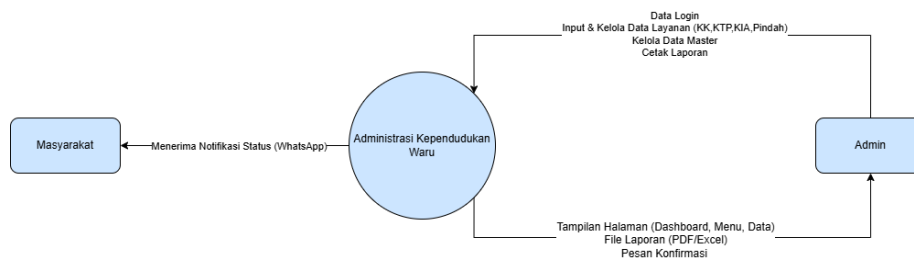 Data Login
Input & Kelola Data Layanan (KK,KTP,KIA,Pindah)
Kelola Data Master
Cetak Laporan
Masyarakat
Menerima Notifikasi Status (WhatsApp)
Administrasi Kependudukan
Waru
Admin
Tampilan Halaman (Dashboard, Menu, Data)
File Laporan (PDF/Excel)
Pesan Konfirmasi